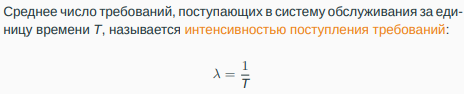 Среднее число требований, поступающих в систему обслуживания за еди-
ницу времени T, называется интенсивностью поступления требований:
λ = 1/T